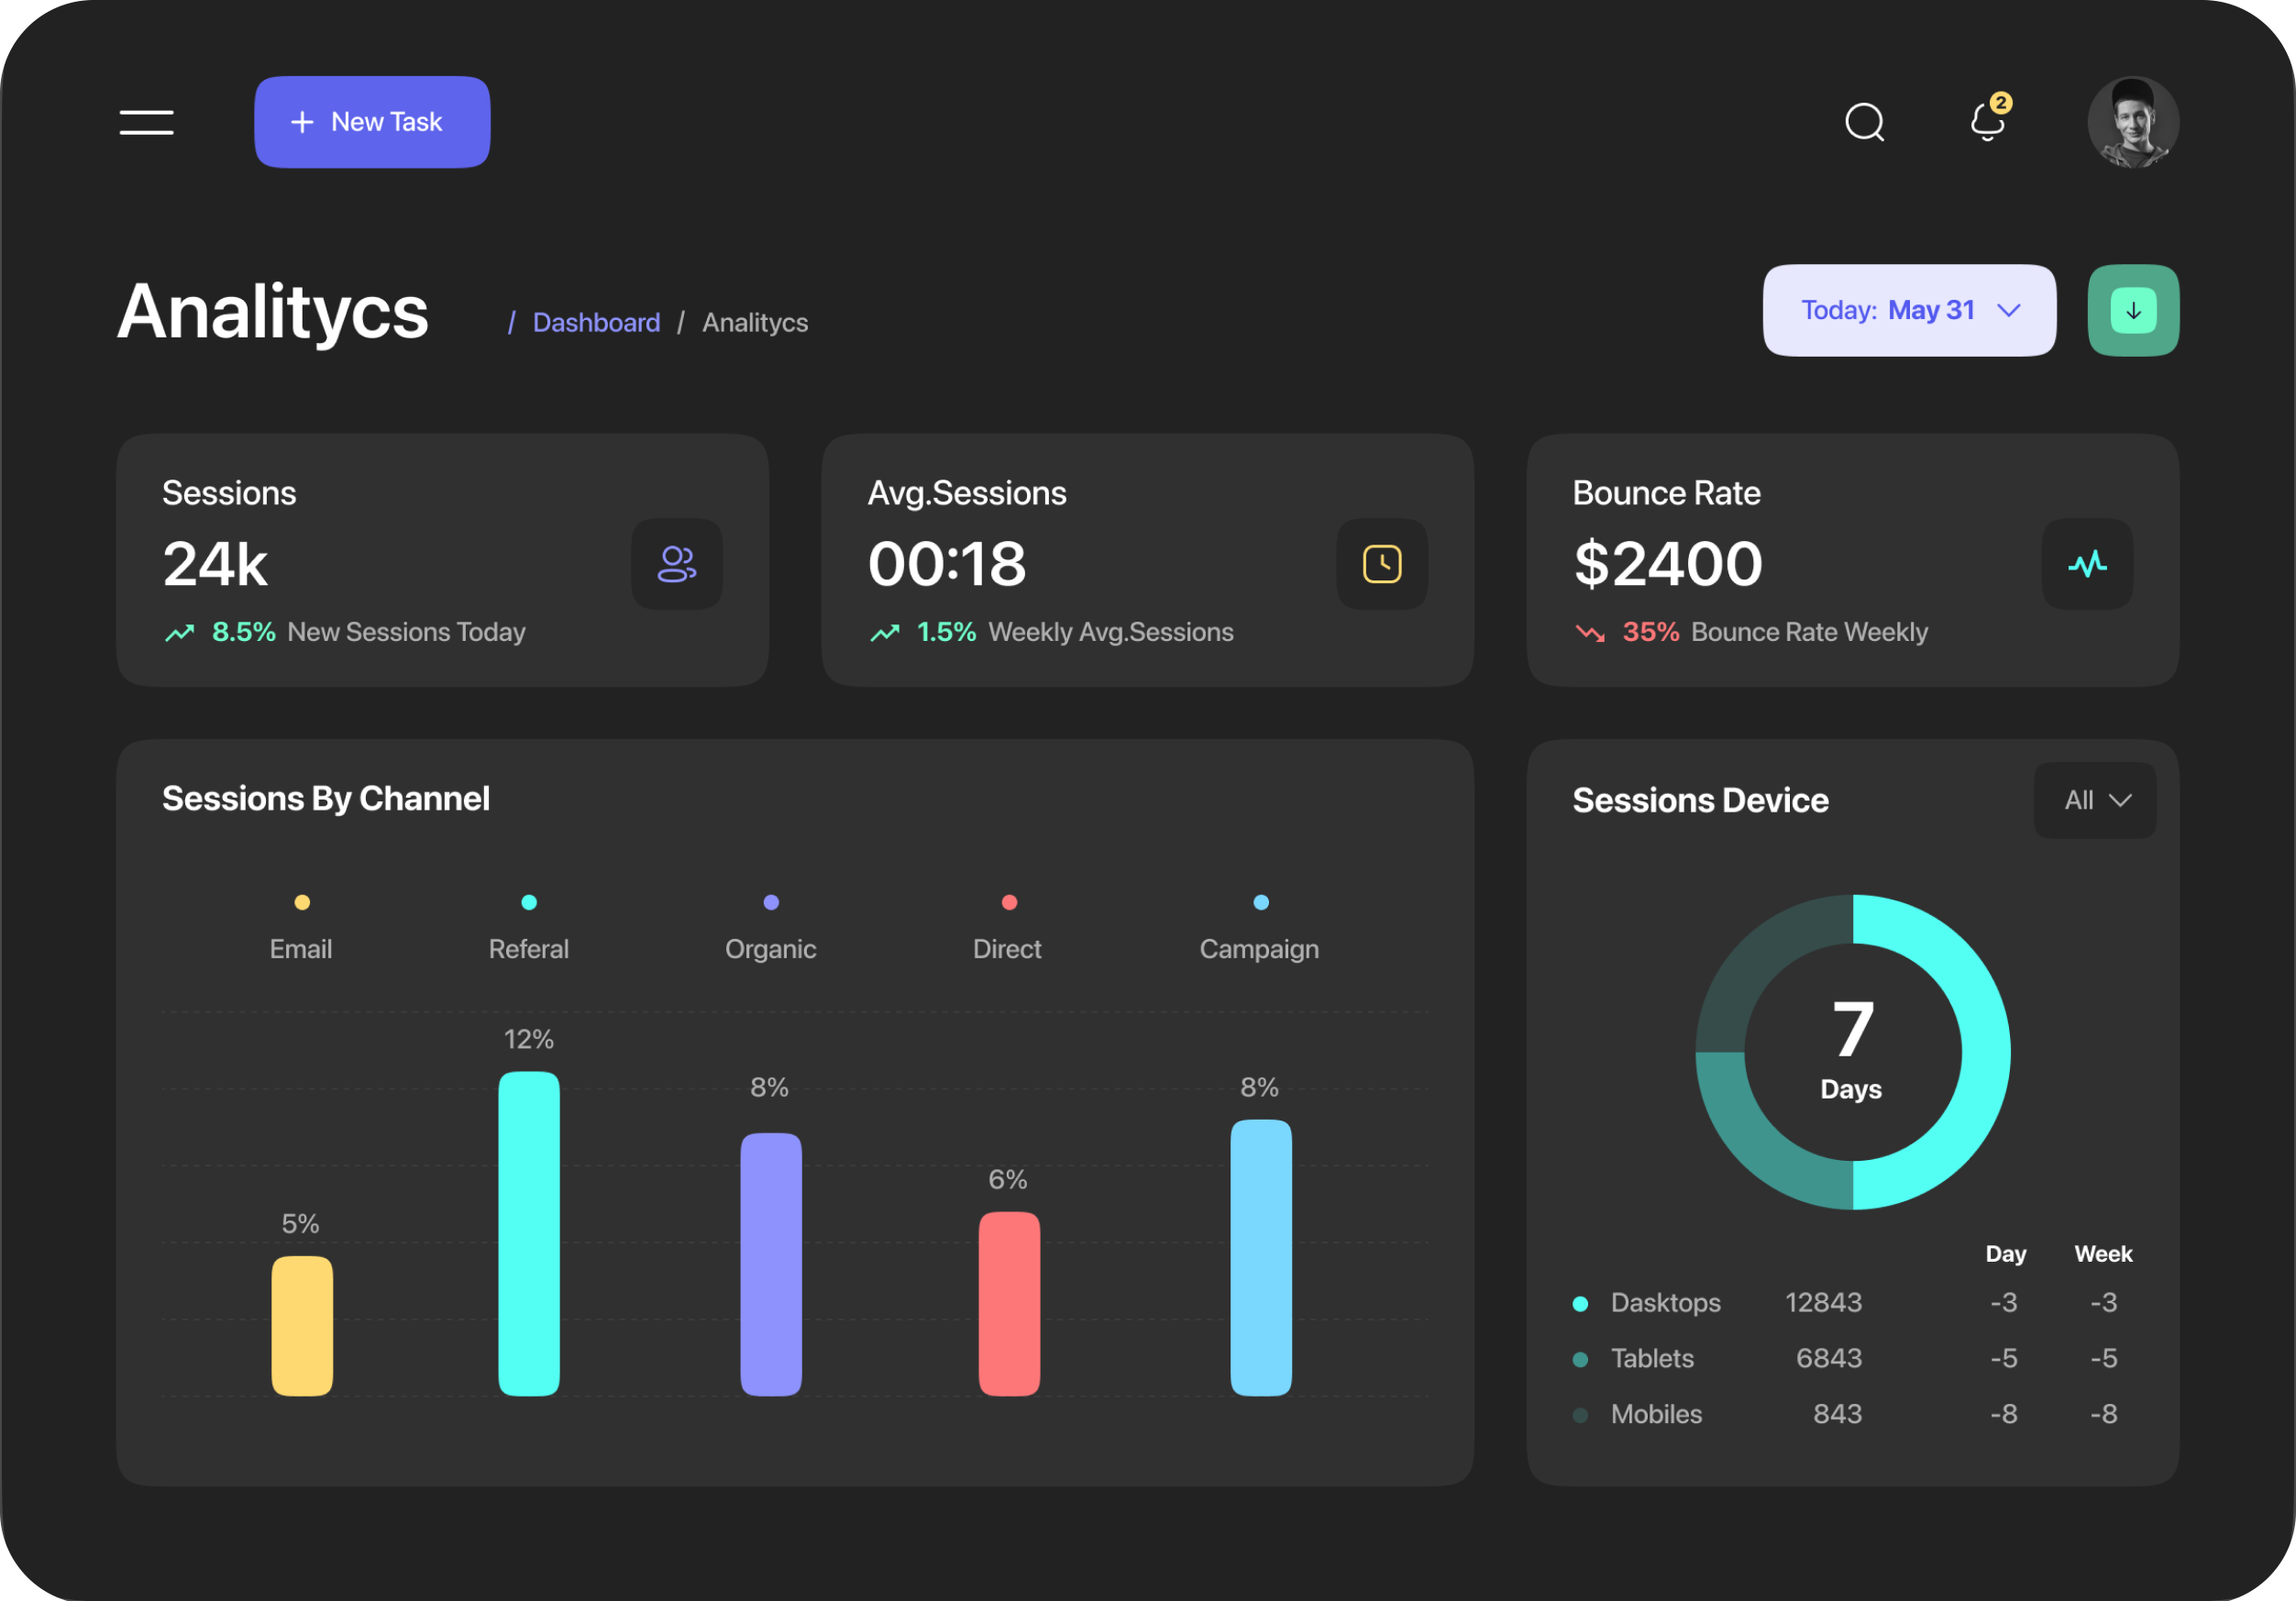 New Task
2
Analitycs
/ Dashboard / Analitycs
Today: May 31
Sessions
24k
8.5% New Sessions Today
Avg.Sessions
00:18
1.5% Weekly Avg.Sessions
Bounce Rate
$2400
35% Bounce Rate Weekly
Sessions By Channel
Email
Referal
Organic
Direct
Campaign
5%
12%
8%
6%
8%
Sessions Device
All
7
Days
Day Week
Dasktops 12843 -3 -3
Tablets 6843 -5 -5
Mobiles 843 -8 -8